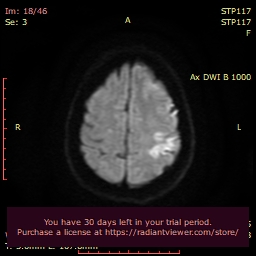 Im: 18/46
Se: 3
STP117
STP117
F
A
Ax DWI B 1000
R
L
You have 30 days left in your trial period.
Purchase a license at https://radiantviewer.com/store/